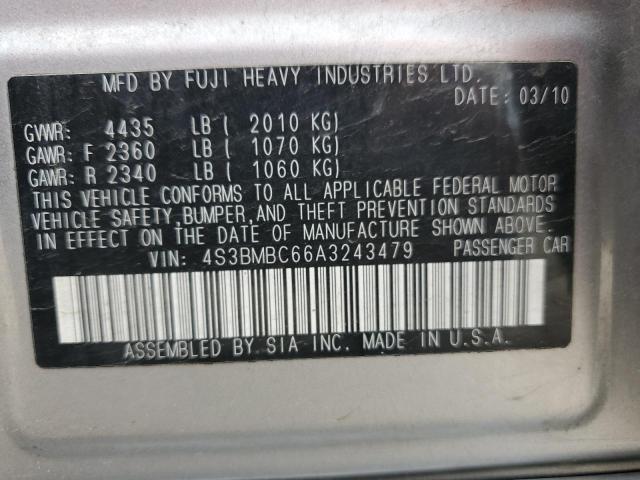 MFD BY FUJI HEAVY INDUSTRIES LTD.
DATE: 03/10
GVWR: 4435 LB ( 2010 KG)
GAWR: F 2360 LB ( 1070 KG)
GAWR: R 2340 LB ( 1060 KG)
THIS VEHICLE CONFORMS TO ALL APPLICABLE FEDERAL MOTOR
VEHICLE SAFETY,BUMPER,AND THEFT PREVENTION STANDARDS
IN EFFECT ON THE DATE OF MANUFACTURE SHOWN ABOVE.
VIN: 4S3BMBC66A3243479 PASSENGER CAR
ASSEMBLED BY SIA INC. MADE IN U.S.A.